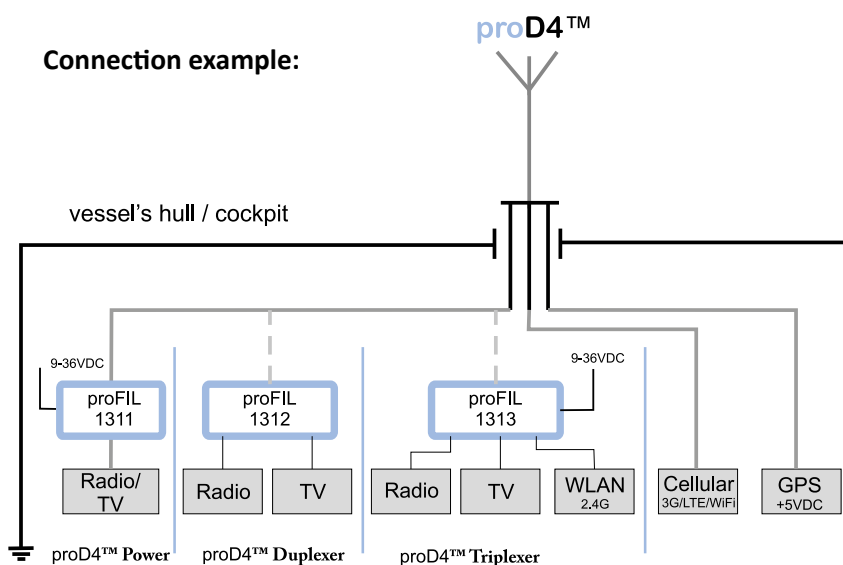 proD4™
Connection example:
vessel's hull / cockpit
9-36VDC
9-36VDC
proFIL
1311
proFIL
1312
proFIL
1313
Radio/
TV
Radio
TV
Radio
TV
WLAN
2.4G
Cellular
3G/LTE/WiFi
GPS
+5VDC
proD4™ Power
proD4™ Duplexer
proD4™ Triplexer